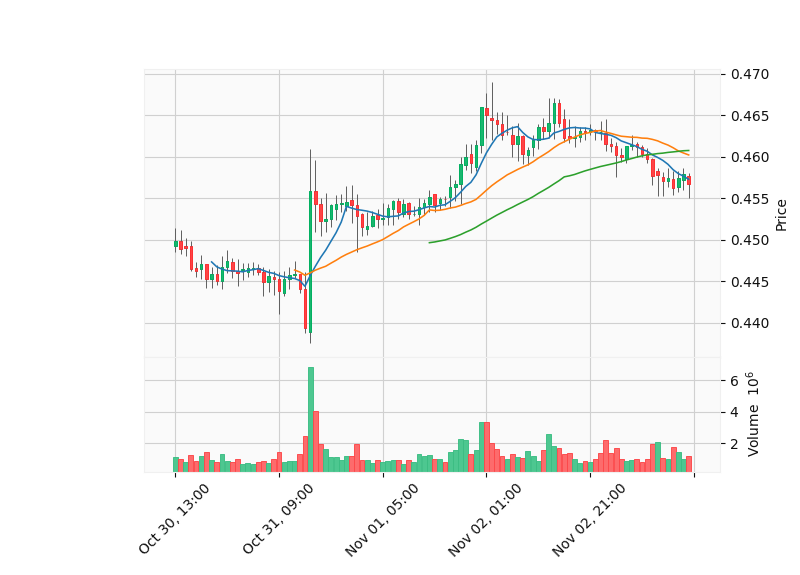 0.470
0.465
0.460
0.455
0.450
0.445
0.440
Price
6
4
2
Volume 10^6
Oct 30, 13:00
Oct 31, 09:00
Nov 01, 05:00
Nov 02, 01:00
Nov 02, 21:00